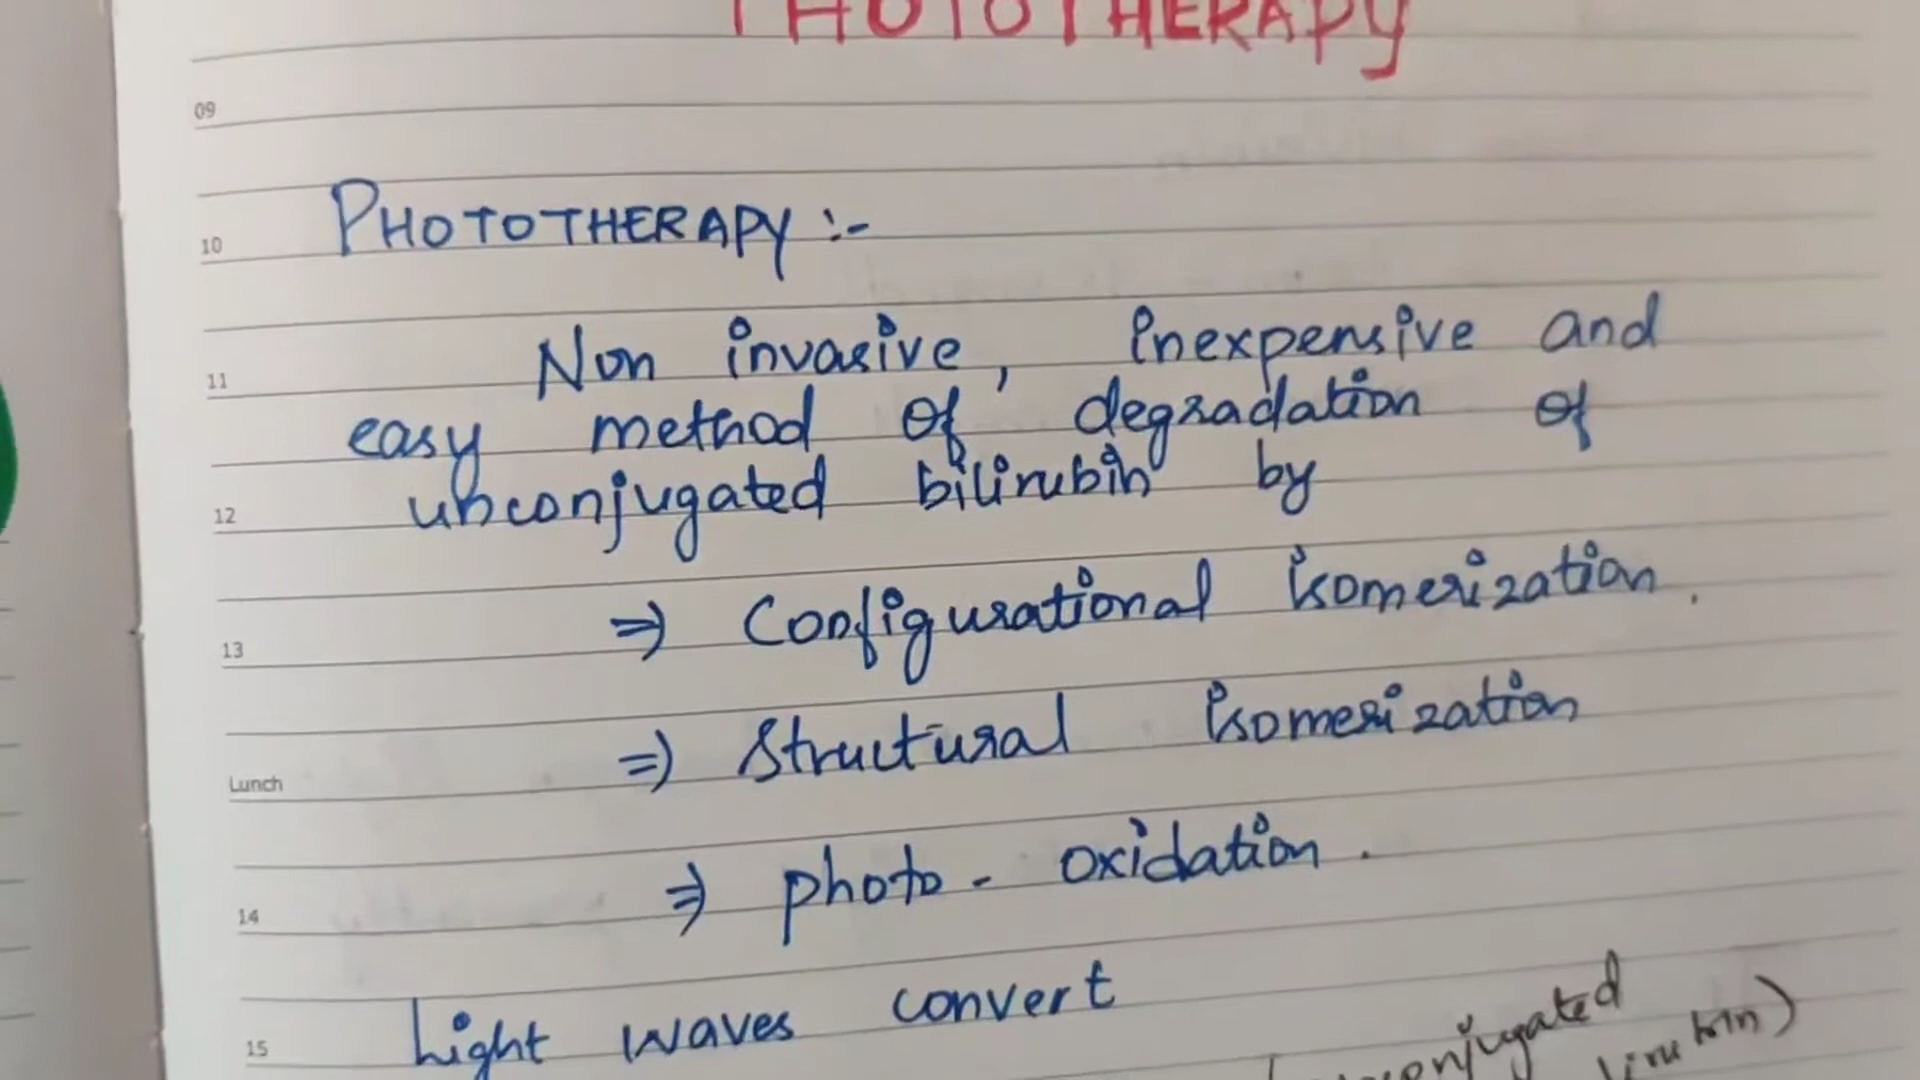 PHOTOTHERAPY
09
10 PHOTOTHERAPY :-
11 Non invasive, inexpensive and
easy method of degradation of
12 unconjugated bilirubin by
⇒ Configurational isomerization.
13
⇒ Structural isomerization
Lunch
⇒ photo - oxidation.
14
15 Light waves convert